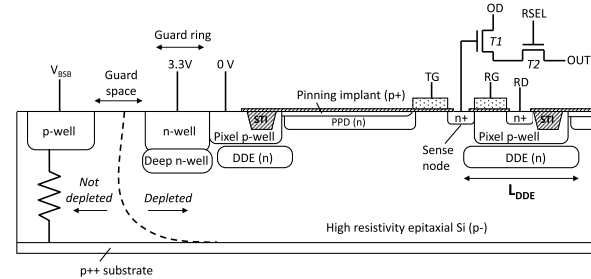 OD
RSEL
T1
T2
OUT
Guard ring
3.3V
0 V
V_BSB
Guard
space
TG
RG
RD
Pinning implant (p+)
STI
PPD (n)
n+
n+
STI
p-well
n-well
Pixel p-well
Sense
node
Pixel p-well
Deep n-well
DDE (n)
DDE (n)
L_DDE
Not
depleted
Depleted
High resistivity epitaxial Si (p-)
p++ substrate